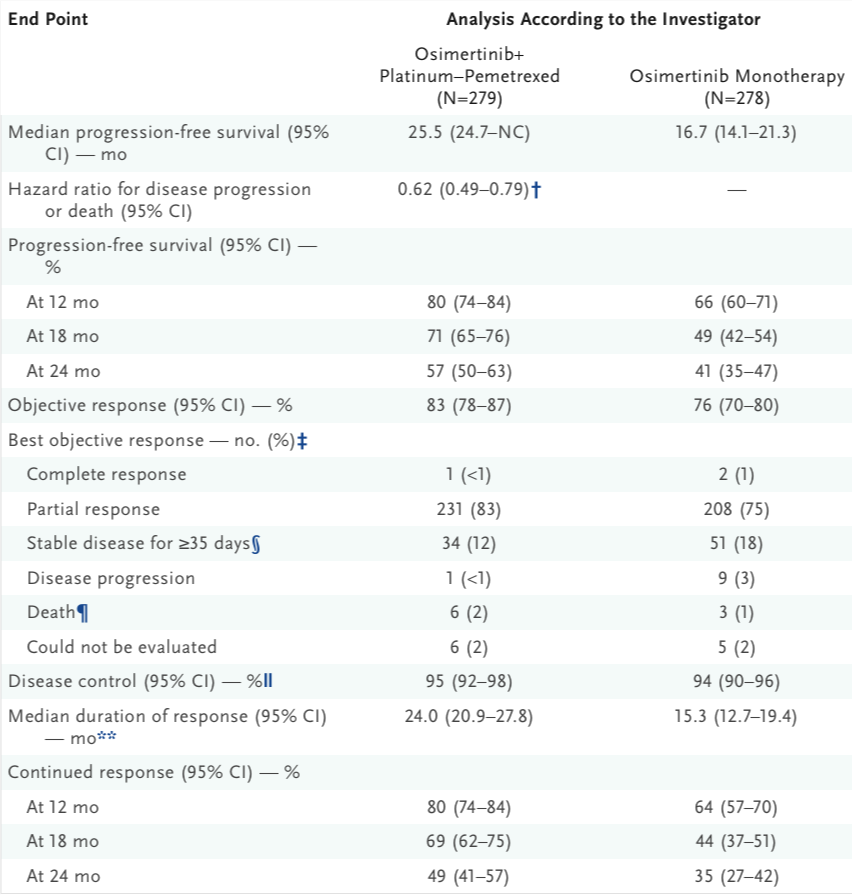 End Point Analysis According to the Investigator
Osimertinib+
Platinum–Pemetrexed
(N=279)
Osimertinib Monotherapy
(N=278)
Median progression-free survival (95% CI) — mo 25.5 (24.7–NC) 16.7 (14.1–21.3)
Hazard ratio for disease progression or death (95% CI) 0.62 (0.49–0.79)† —
Progression-free survival (95% CI) — %
At 12 mo 80 (74–84) 66 (60–71)
At 18 mo 71 (65–76) 49 (42–54)
At 24 mo 57 (50–63) 41 (35–47)
Objective response (95% CI) — % 83 (78–87) 76 (70–80)
Best objective response — no. (%)‡
Complete response 1 (<1) 2 (1)
Partial response 231 (83) 208 (75)
Stable disease for ≥35 days§ 34 (12) 51 (18)
Disease progression 1 (<1) 9 (3)
Death¶ 6 (2) 3 (1)
Could not be evaluated 6 (2) 5 (2)
Disease control (95% CI) — %‖ 95 (92–98) 94 (90–96)
Median duration of response (95% CI) — mo** 24.0 (20.9–27.8) 15.3 (12.7–19.4)
Continued response (95% CI) — %
At 12 mo 80 (74–84) 64 (57–70)
At 18 mo 69 (62–75) 44 (37–51)
At 24 mo 49 (41–57) 35 (27–42)